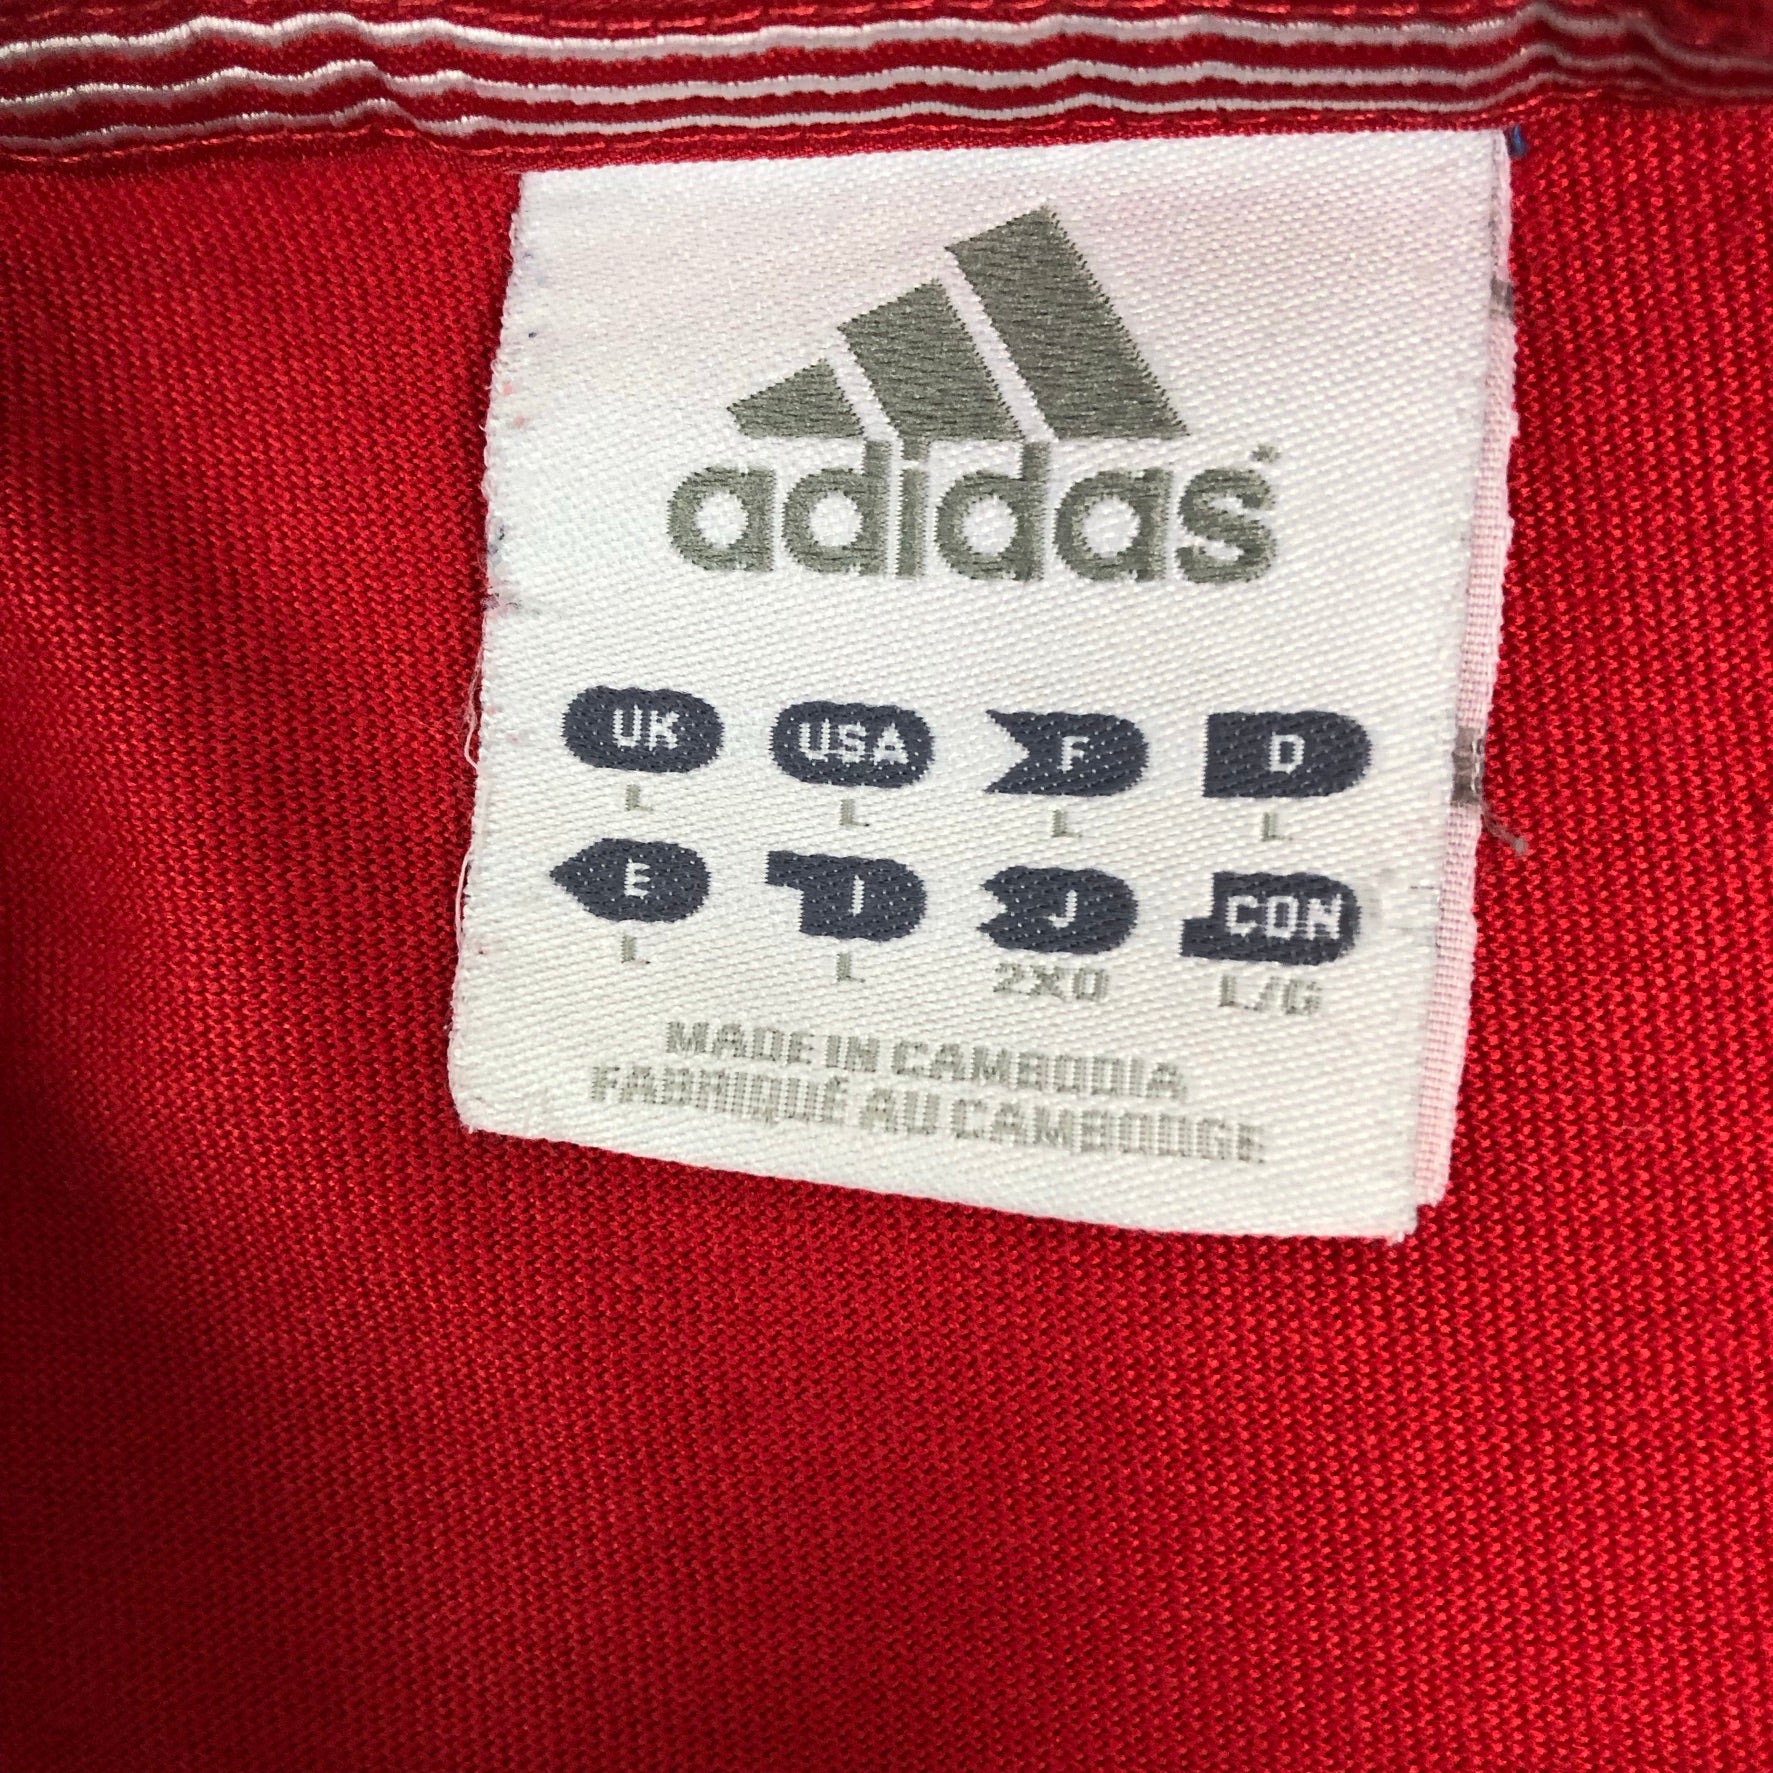 adidas
UK USA F D
L L L L
E I J CDN
L L 2XO L/G
MADE IN CAMBODIA
FABRIQUÉ AU CAMBODGE